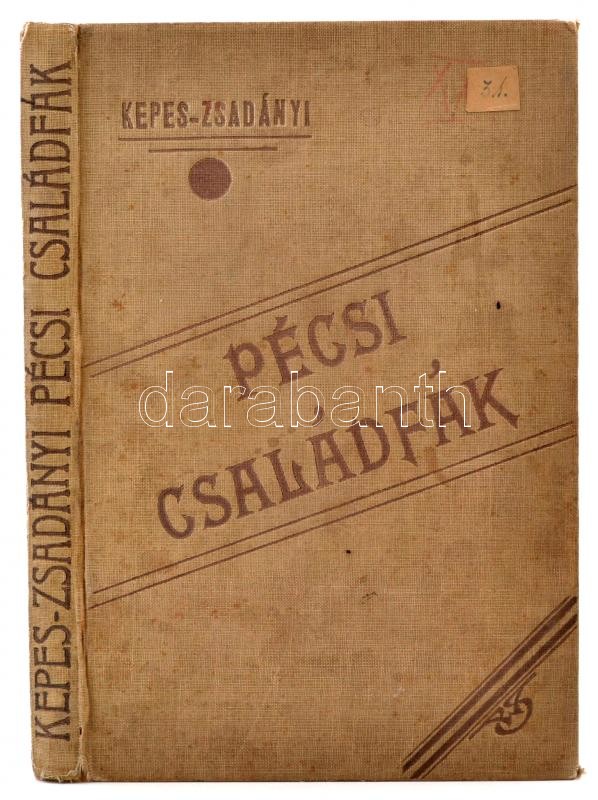 KEPES-ZSADÁNYI PÉCSI CSALÁDFÁK
KEPES-ZSADÁNYI
3.1.
PÉCSI
CSALÁDFÁK
darabanth